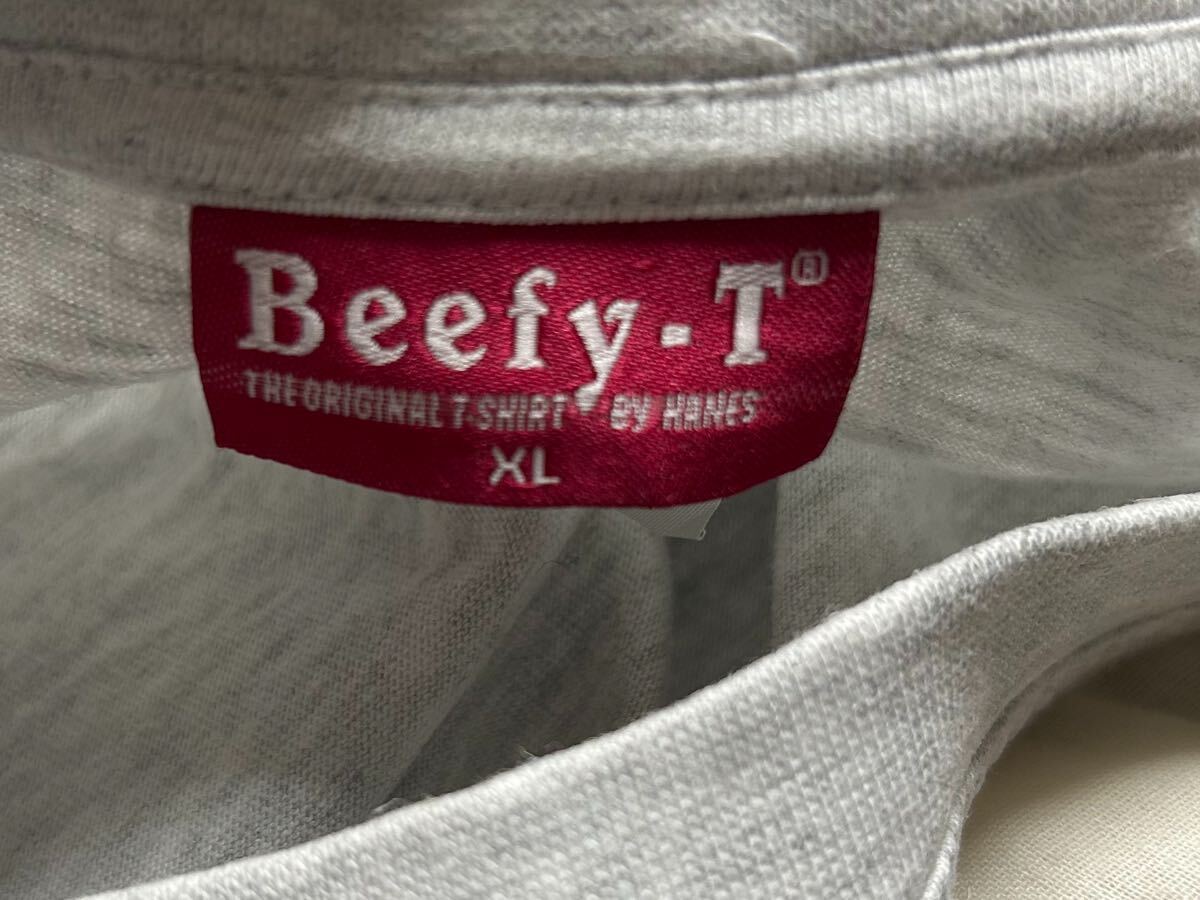 Beefy-T®
THE ORIGINAL T-SHIRT BY HANES
XL